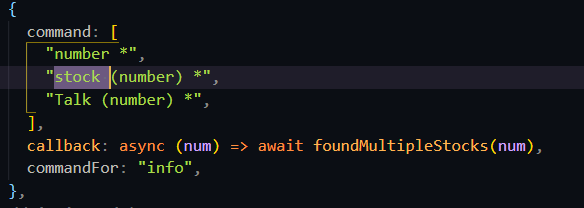 {
command: [
"number *",
"stock (number) *",
"Talk (number) *",
],
callback: async (num) => await foundMultipleStocks(num),
commandFor: "info",
},